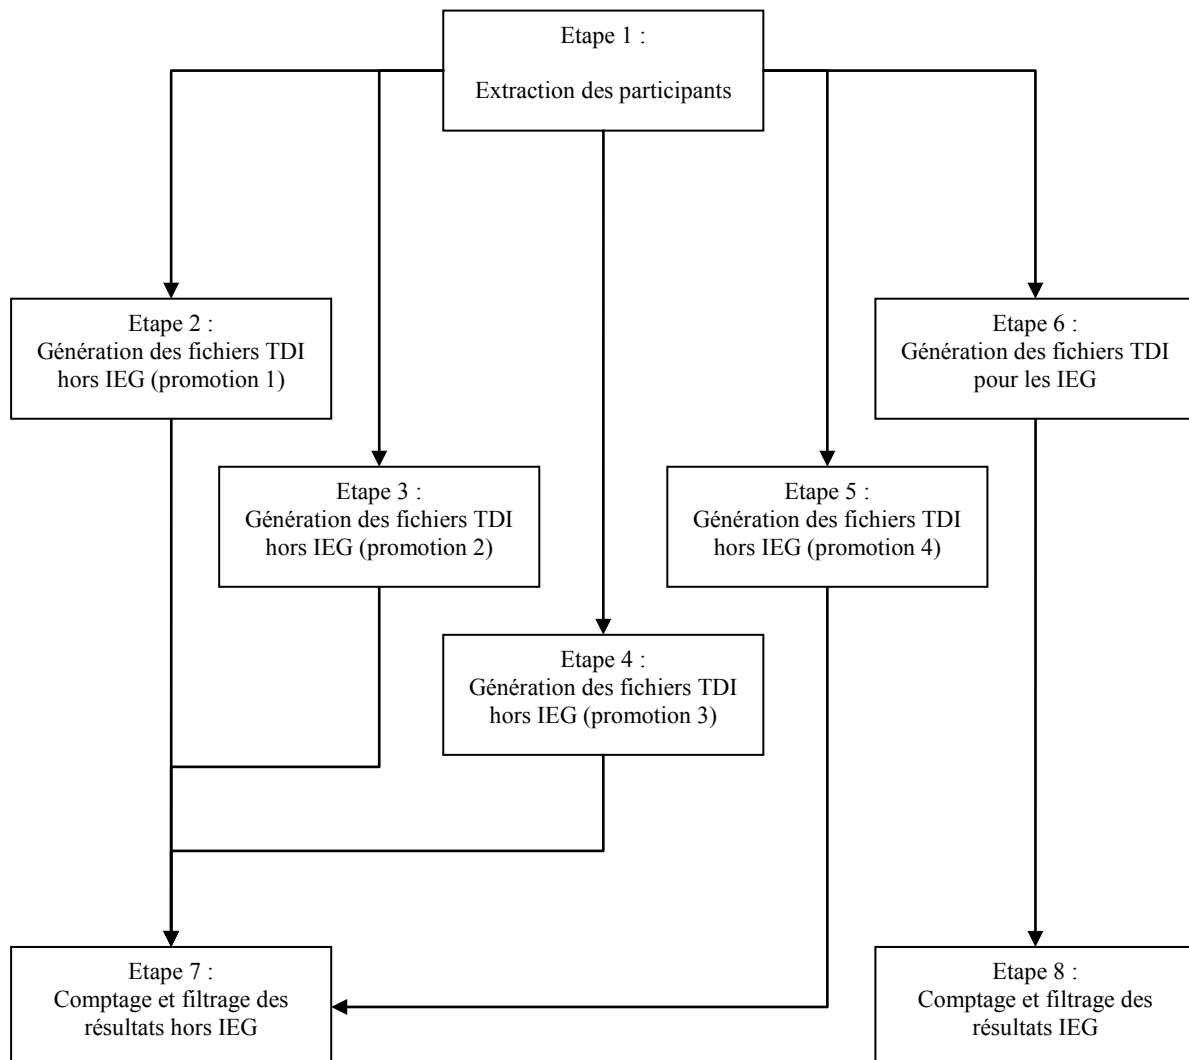 Etape 1 :
Extraction des participants
Etape 2 :
Génération des fichiers TDI
hors IEG (promotion 1)
Etape 6 :
Génération des fichiers TDI
pour les IEG
Etape 3 :
Génération des fichiers TDI
hors IEG (promotion 2)
Etape 5 :
Génération des fichiers TDI
hors IEG (promotion 4)
Etape 4 :
Génération des fichiers TDI
hors IEG (promotion 3)
Etape 7 :
Comptage et filtrage des
résultats hors IEG
Etape 8 :
Comptage et filtrage des
résultats IEG